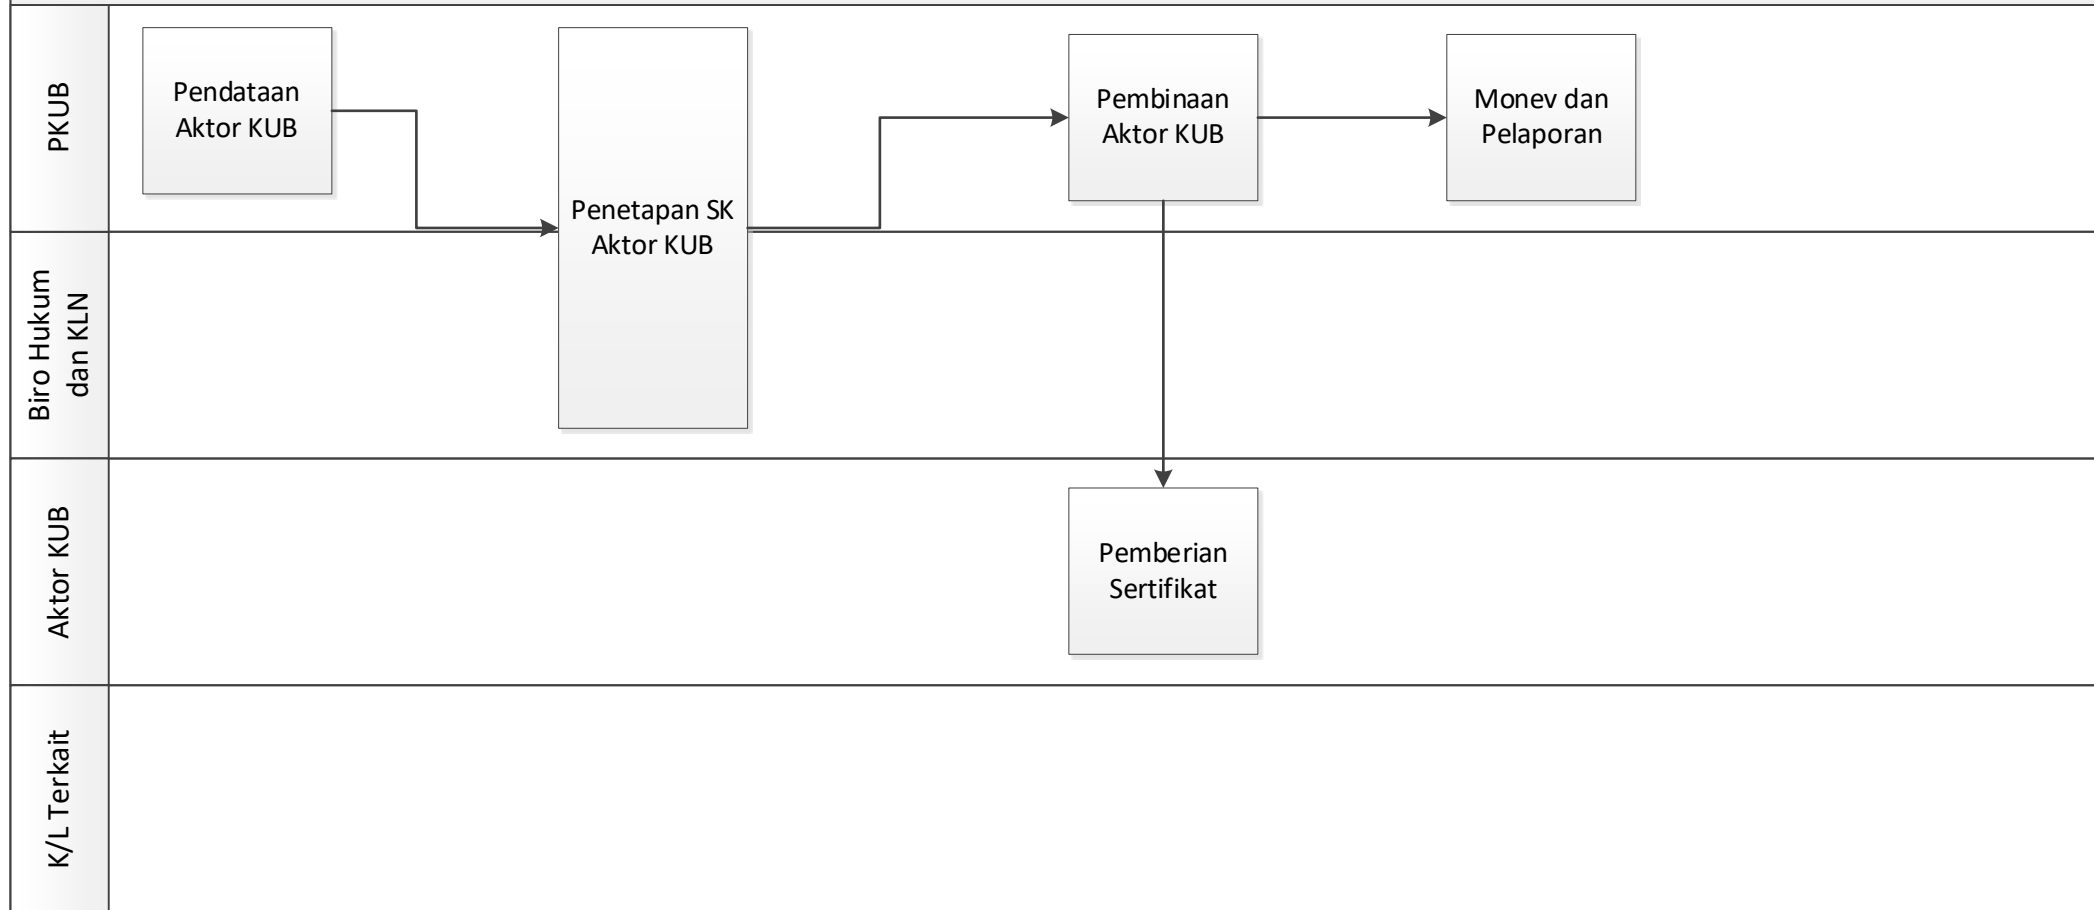 PKUB
Pendataan
Aktor KUB
Penetapan SK
Aktor KUB
Pembinaan
Aktor KUB
Monev dan
Pelaporan
Biro Hukum
dan KLN
Aktor KUB
Pemberian
Sertifikat
K/L Terkait